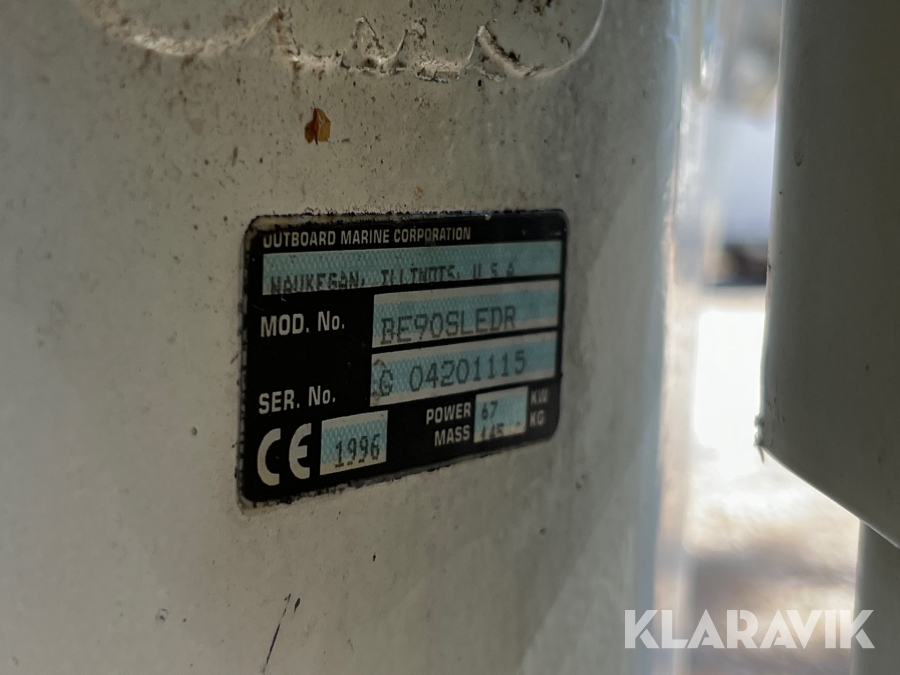 OUTBOARD MARINE CORPORATION
WAUKEGAN, ILLINOIS, U.S.A
MOD. No. BE90SLEDR
SER. No. G 04201115
CE 1996
POWER 67 KW
MASS 145 KG
KLARAVIK